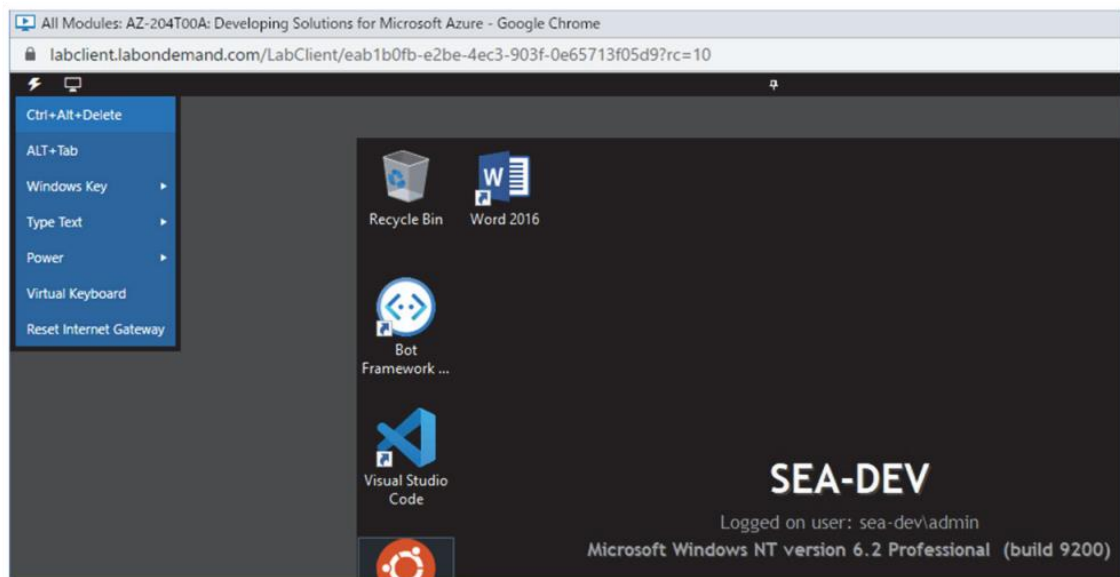 All Modules: AZ-204T00A: Developing Solutions for Microsoft Azure - Google Chrome
labclient.labondemand.com/LabClient/eab1b0fb-e2be-4ec3-903f-0e65713f05d9?rc=10
Ctrl+Alt+Delete
ALT+Tab
Windows Key
Type Text
Power
Virtual Keyboard
Reset Internet Gateway
Recycle Bin
Word 2016
Bot
Framework ...
Visual Studio
Code
SEA-DEV
Logged on user: sea-dev\admin
Microsoft Windows NT version 6.2 Professional (build 9200)